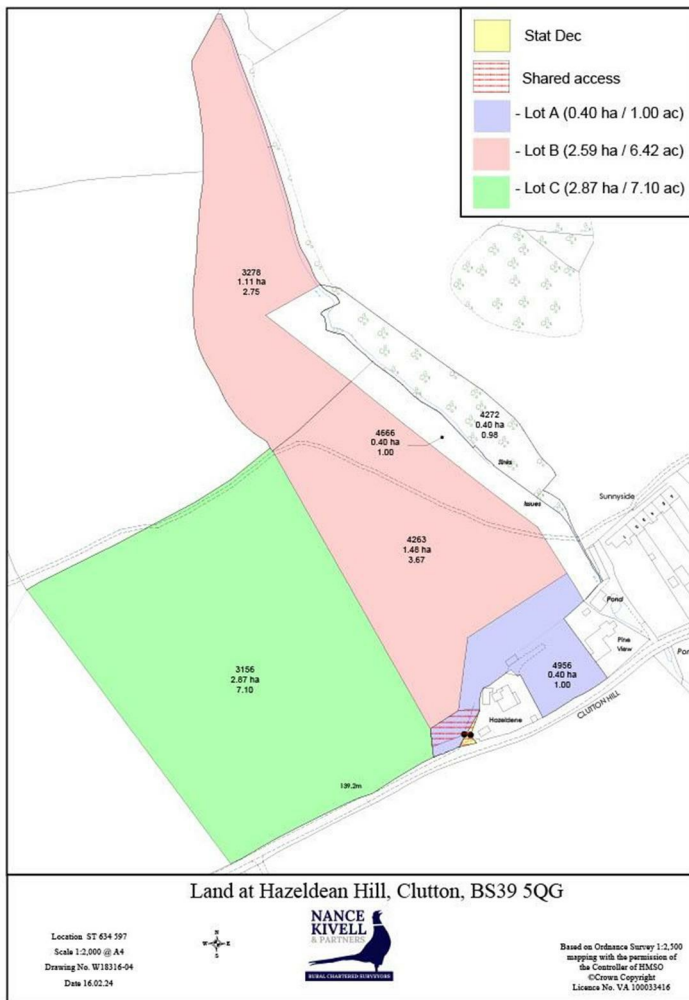 Stat Dec
Shared access
- Lot A (0.40 ha / 1.00 ac)
- Lot B (2.59 ha / 6.42 ac)
- Lot C (2.87 ha / 7.10 ac)
3278
1.11 ha
2.75
4272
0.40 ha
0.98
4666
0.40 ha
1.00
Sinks
Issues
Sunnyside
4263
1.48 ha
3.67
Pond
Pine
View
Pon
3156
2.87 ha
7.10
4956
0.40 ha
1.00
Hazeldene
CLUTTON HILL
139.2m
Land at Hazeldean Hill, Clutton, BS39 5QG
Location ST 634 597
Scale 1:2,000 @ A4
Drawing No. W18316-04
Date 16.02.24
N
W E
S
NANCE
KIVELL
& PARTNERS
RURAL CHARTERED SURVEYORS
Based on Ordnance Survey 1:2,500
mapping with the permission of
the Controller of HMSO
©Crown Copyright
Licence No. VA 100033416